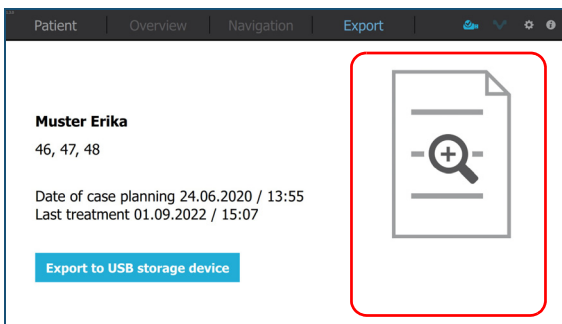 Patient Overview Navigation Export
Muster Erika
46, 47, 48
Date of case planning 24.06.2020 / 13:55
Last treatment 01.09.2022 / 15:07
Export to USB storage device